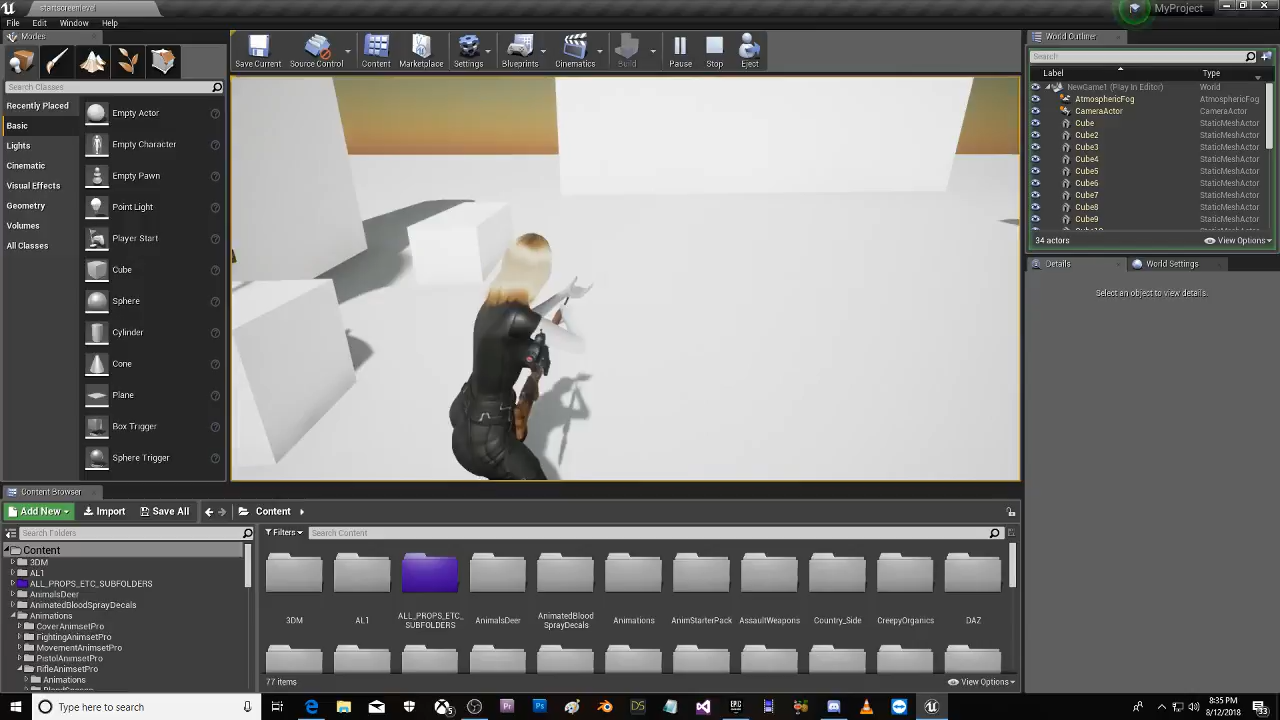 startscreenlevel
MyProject
File Edit Window Help
Modes
Search Classes
Recently Placed
Basic
Lights
Cinematic
Visual Effects
Geometry
Volumes
All Classes
Empty Actor
Empty Character
Empty Pawn
Point Light
Player Start
Cube
Sphere
Cylinder
Cone
Plane
Box Trigger
Sphere Trigger
Save Current Source Control Content Marketplace Settings Blueprints Cinematics Build Pause Stop Eject
World Outliner
Search
Label Type
NewGame1 (Play In Editor) World
AtmosphericFog AtmosphericFog
CameraActor CameraActor
Cube StaticMeshActor
Cube2 StaticMeshActor
Cube3 StaticMeshActor
Cube4 StaticMeshActor
Cube5 StaticMeshActor
Cube6 StaticMeshActor
Cube7 StaticMeshActor
Cube8 StaticMeshActor
Cube9 StaticMeshActor
34 actors View Options
Details World Settings
Select an object to view details.
Content Browser
Add New Import Save All Content
Search Folders
Content
3DM
AL1
ALL_PROPS_ETC_SUBFOLDERS
AnimalsDeer
AnimatedBloodSprayDecals
Animations
CoverAnimsetPro
FightingAnimsetPro
MovementAnimsetPro
PistolAnimsetPro
RifleAnimsetPro
Animations
Filters Search Content
3DM AL1 ALL_PROPS_ETC_ AnimalsDeer AnimatedBlood Animations AnimStarterPack AssaultWeapons Country_Side CreepyOrganics DAZ
SUBFOLDERS SprayDecals
77 items View Options
Type here to search
8:35 PM
8/12/2018